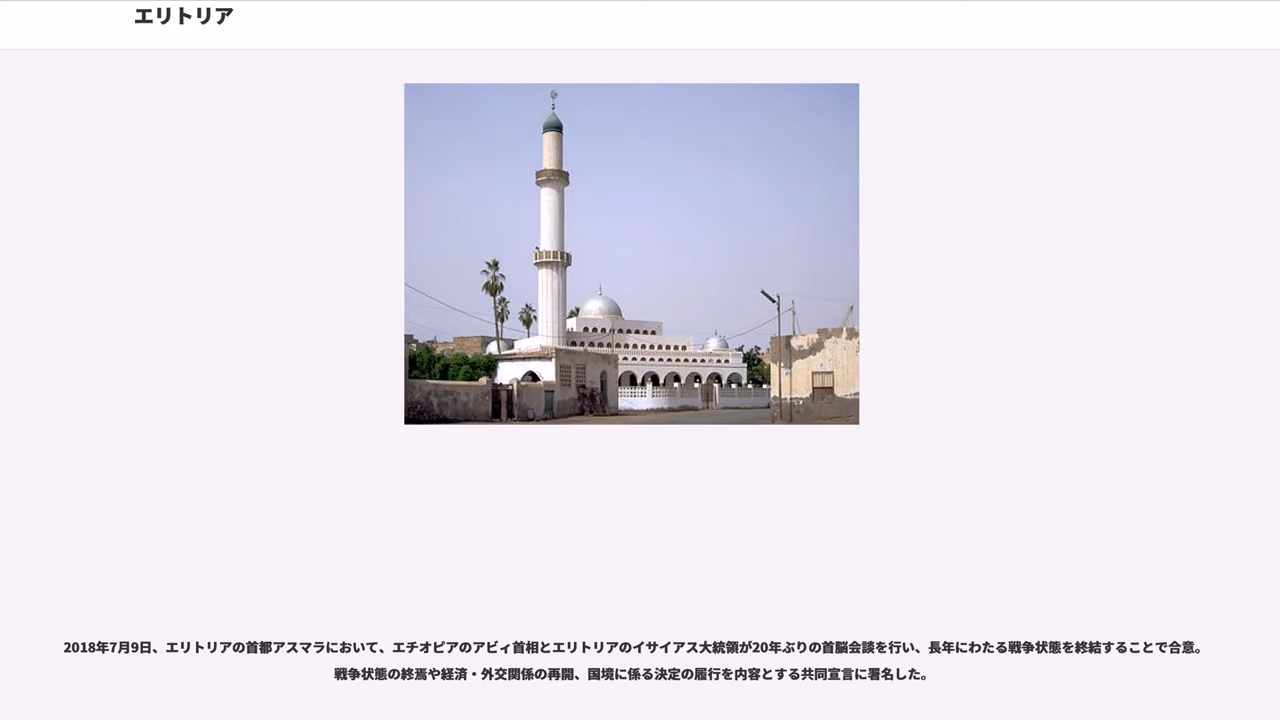 エリトリア
2018年7月9日、エリトリアの首都アスマラにおいて、エチオピアのアビィ首相とエリトリアのイサイアス大統領が20年ぶりの首脳会談を行い、長年にわたる戦争状態を終結することで合意。
戦争状態の終焉や経済・外交関係の再開、国境に係る決定の履行を内容とする共同宣言に署名した。